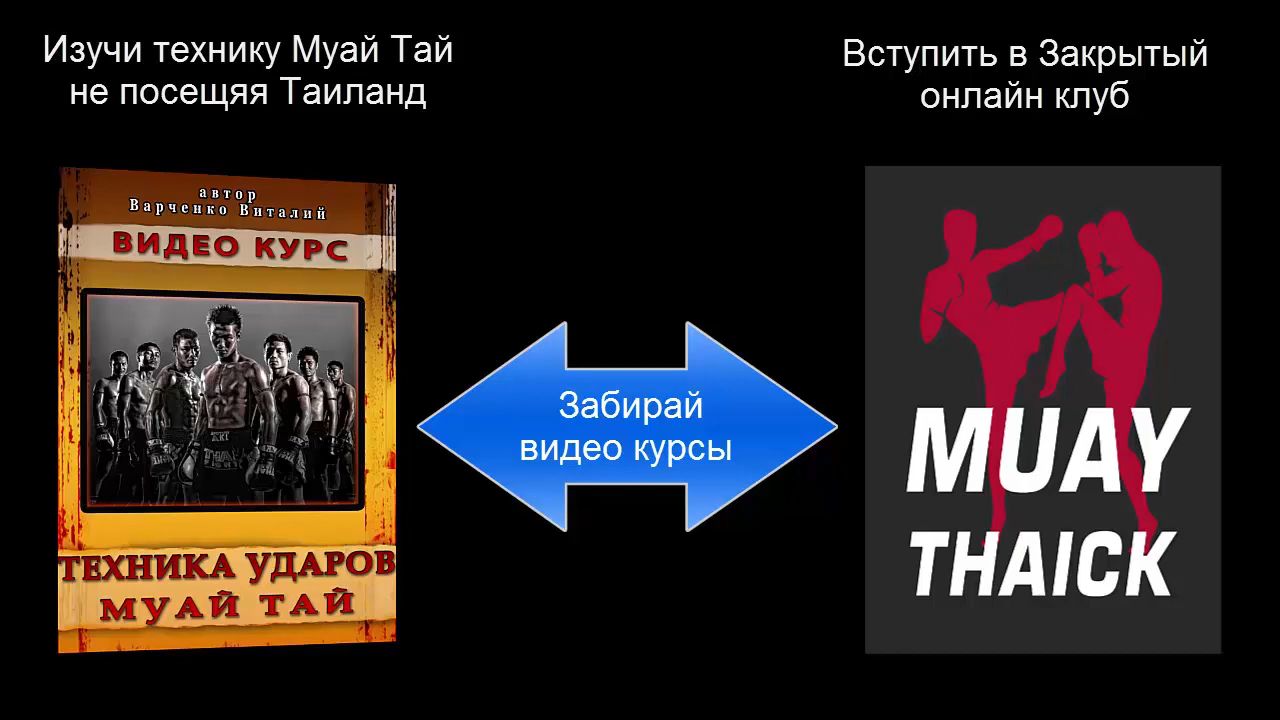 Изучи технику Муай Тай
не посещяя Таиланд
Вступить в Закрытый
онлайн клуб
автор
Варченко Виталий
ВИДЕО КУРС
ТЕХНИКА УДАРОВ
МУАЙ ТАЙ
Забирай
видео курсы
MUAY
THAICK